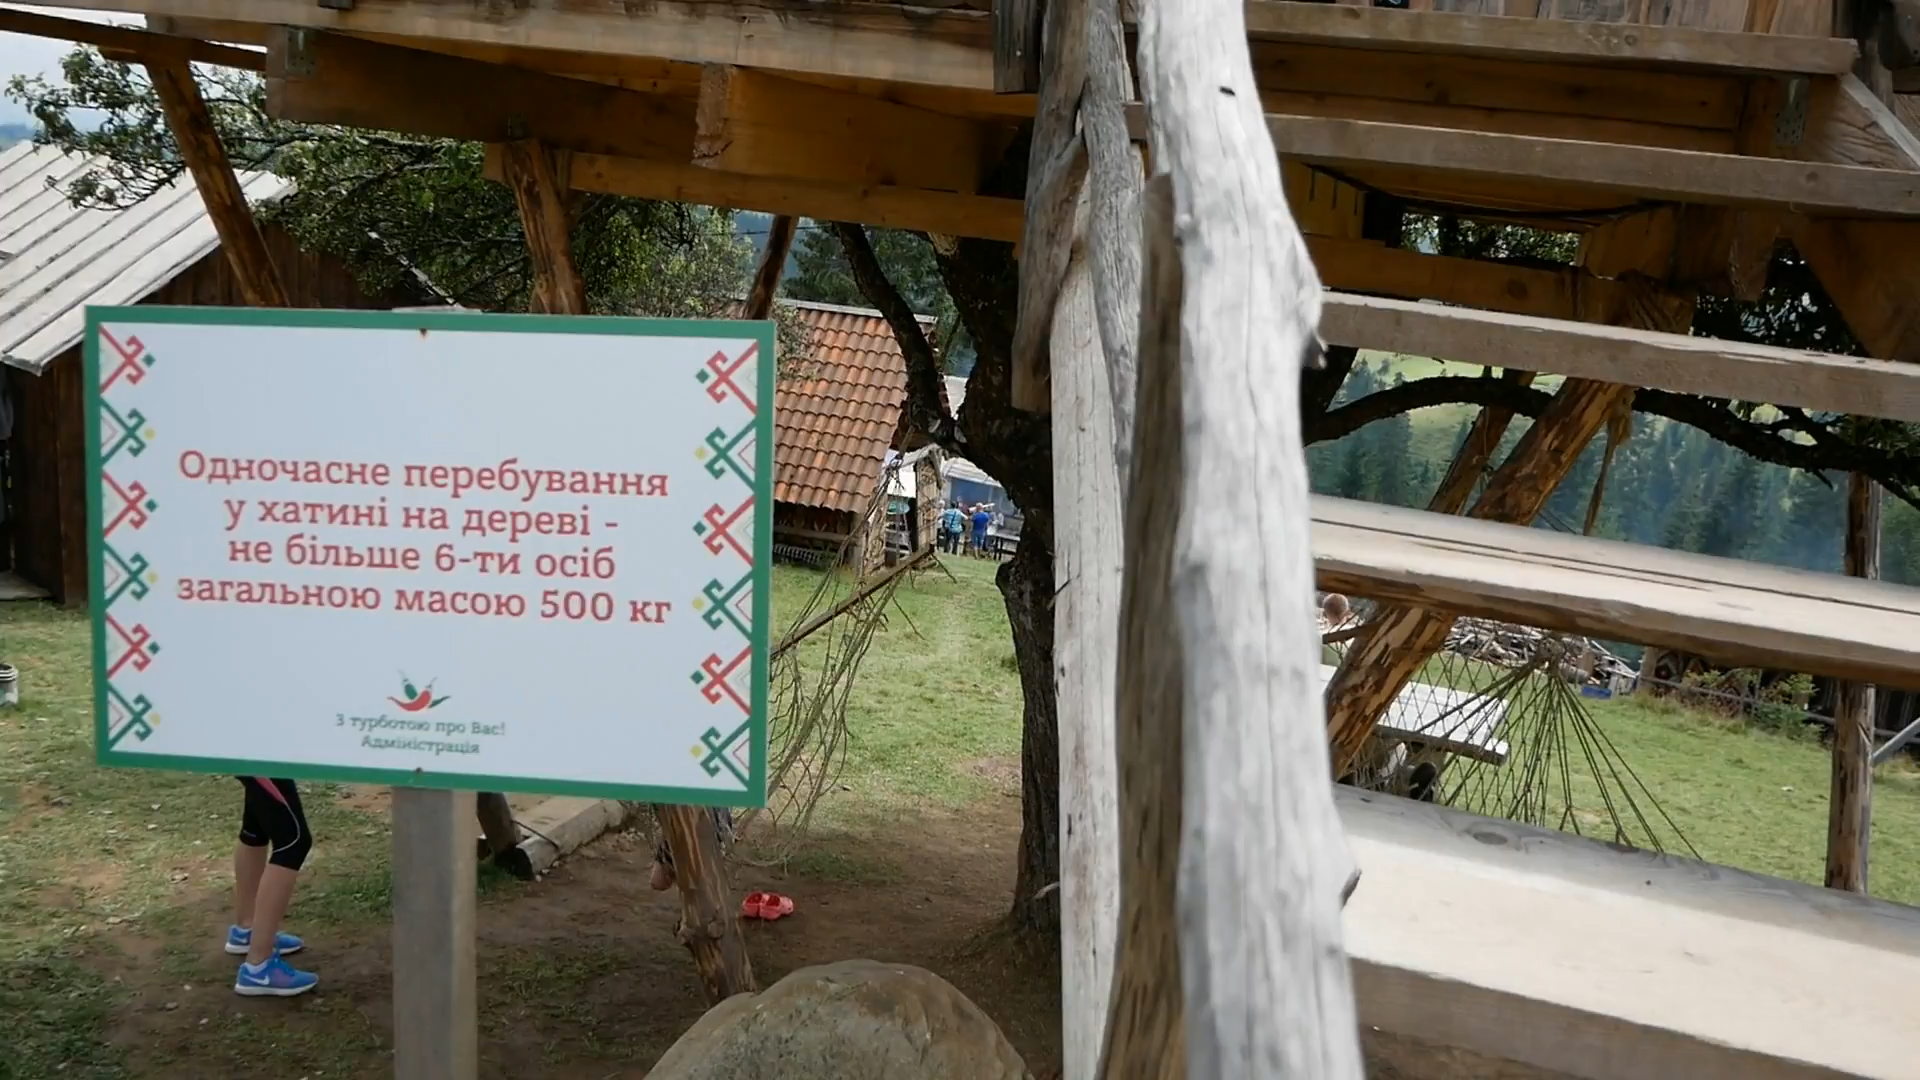 Одночасне перебування
у хатині на дереві -
не більше 6-ти осіб
загальною масою 500 кг
З турботою про Вас!
Адміністрація